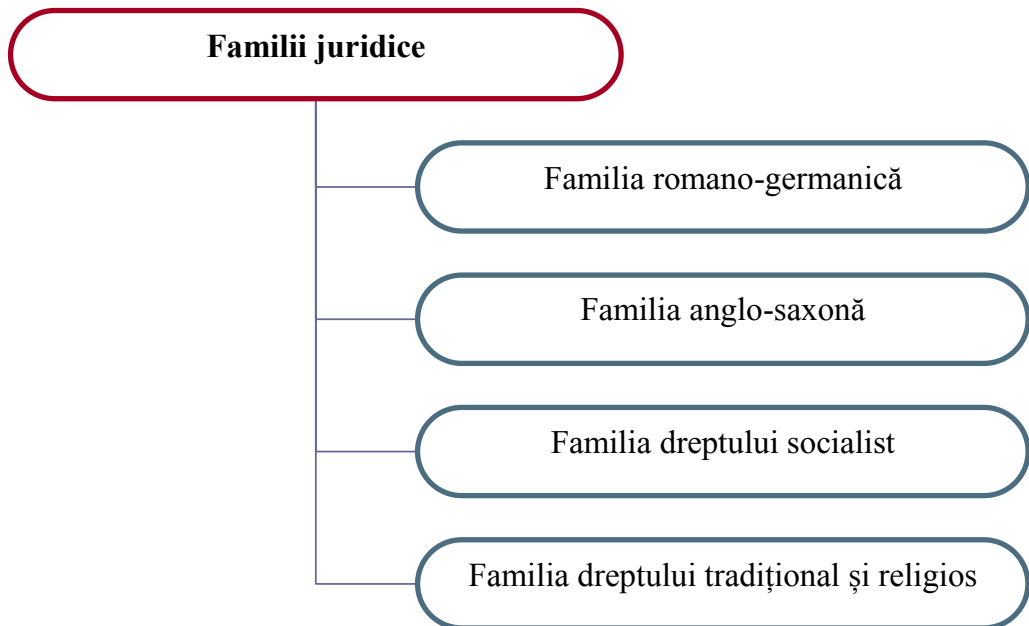 Familii juridice
Familia romano-germanică
Familia anglo-saxonă
Familia dreptului socialist
Familia dreptului tradițional și religios